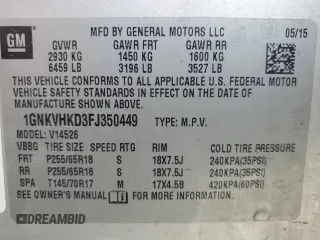 GM
MFD BY GENERAL MOTORS LLC 05/15
GVWR GAWR FRT GAWR RR
2930 KG 1450 KG 1600 KG
6459 LB 3196 LB 3527 LB
THIS VEHICLE CONFORMS TO ALL APPLICABLE U.S. FEDERAL MOTOR
VEHICLE SAFETY STANDARDS IN EFFECT ON THE DATE OF
MANUFACTURE SHOWN ABOVE.
1GNKVHKD3FJ350449 TYPE: M.P.V.
MODEL: V14526
VBBG TIRE SIZE SPEED RTG RIM COLD TIRE PRESSURE
FRT P255/65R18 S 18X7.5J 240KPA(35PSI)
RR P255/65R18 S 18X7.5J 240KPA(35PSI)
SPA T145/70R17 M 17X4.5B 420KPA(60PSI)
SEE OWNER'S MANUAL FOR MORE INFORMATION.
GREENBIDAUTO